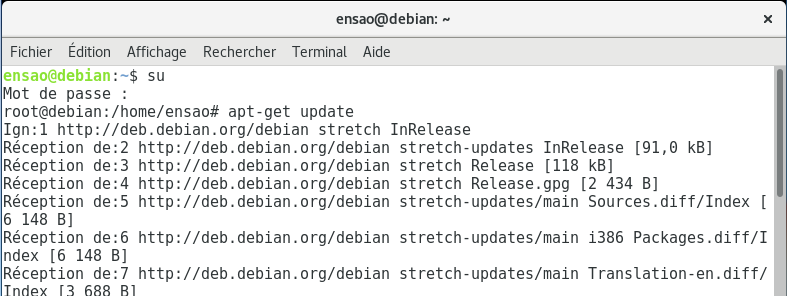 ensao@debian: ~
Fichier Édition Affichage Rechercher Terminal Aide
ensao@debian:~$ su
Mot de passe :
root@debian:/home/ensao# apt-get update
Ign:1 http://deb.debian.org/debian stretch InRelease
Réception de:2 http://deb.debian.org/debian stretch-updates InRelease [91,0 kB]
Réception de:3 http://deb.debian.org/debian stretch Release [118 kB]
Réception de:4 http://deb.debian.org/debian stretch Release.gpg [2 434 B]
Réception de:5 http://deb.debian.org/debian stretch-updates/main Sources.diff/Index [
6 148 B]
Réception de:6 http://deb.debian.org/debian stretch-updates/main i386 Packages.diff/I
ndex [6 148 B]
Réception de:7 http://deb.debian.org/debian stretch-updates/main Translation-en.diff/
Index [3 688 B]